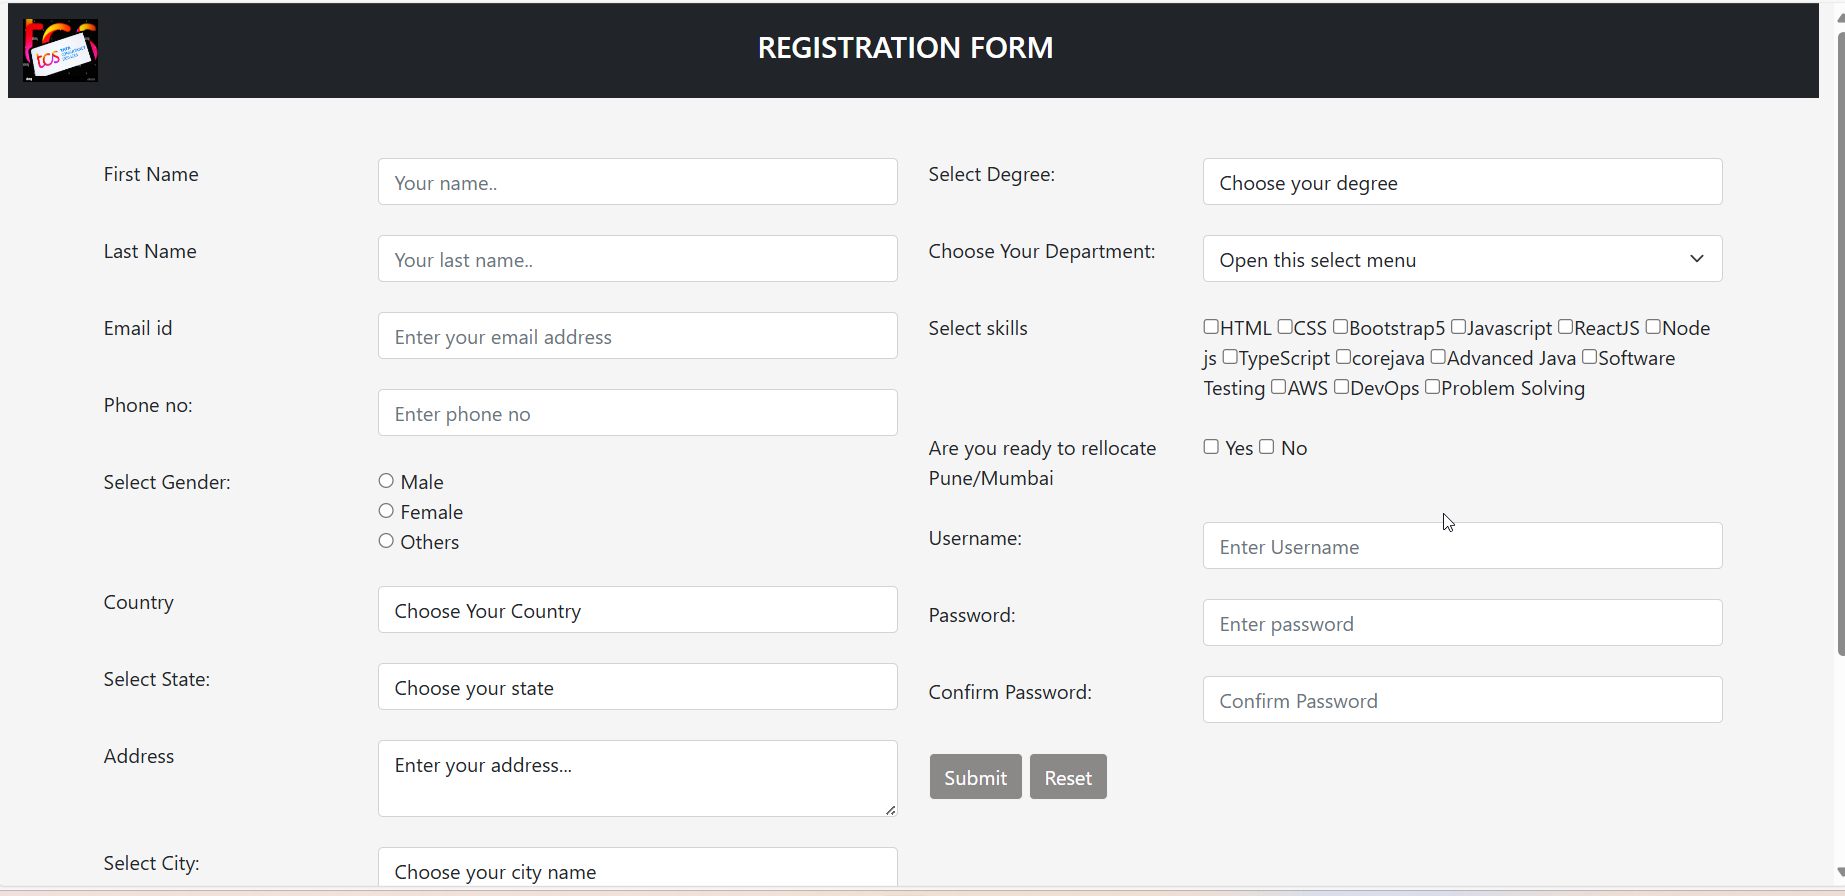 tcs TATA CONSULTANCY SERVICES
REGISTRATION FORM
First Name
Your name..
Last Name
Your last name..
Email id
Enter your email address
Phone no:
Enter phone no
Select Gender:
Male
Female
Others
Country
Choose Your Country
Select State:
Choose your state
Address
Enter your address...
Select City:
Choose your city name
Select Degree:
Choose your degree
Choose Your Department:
Open this select menu
Select skills
HTML CSS Bootstrap5 Javascript ReactJS Node
js TypeScript corejava Advanced Java Software
Testing AWS DevOps Problem Solving
Are you ready to rellocate
Pune/Mumbai
Yes No
Username:
Enter Username
Password:
Enter password
Confirm Password:
Confirm Password
Submit Reset